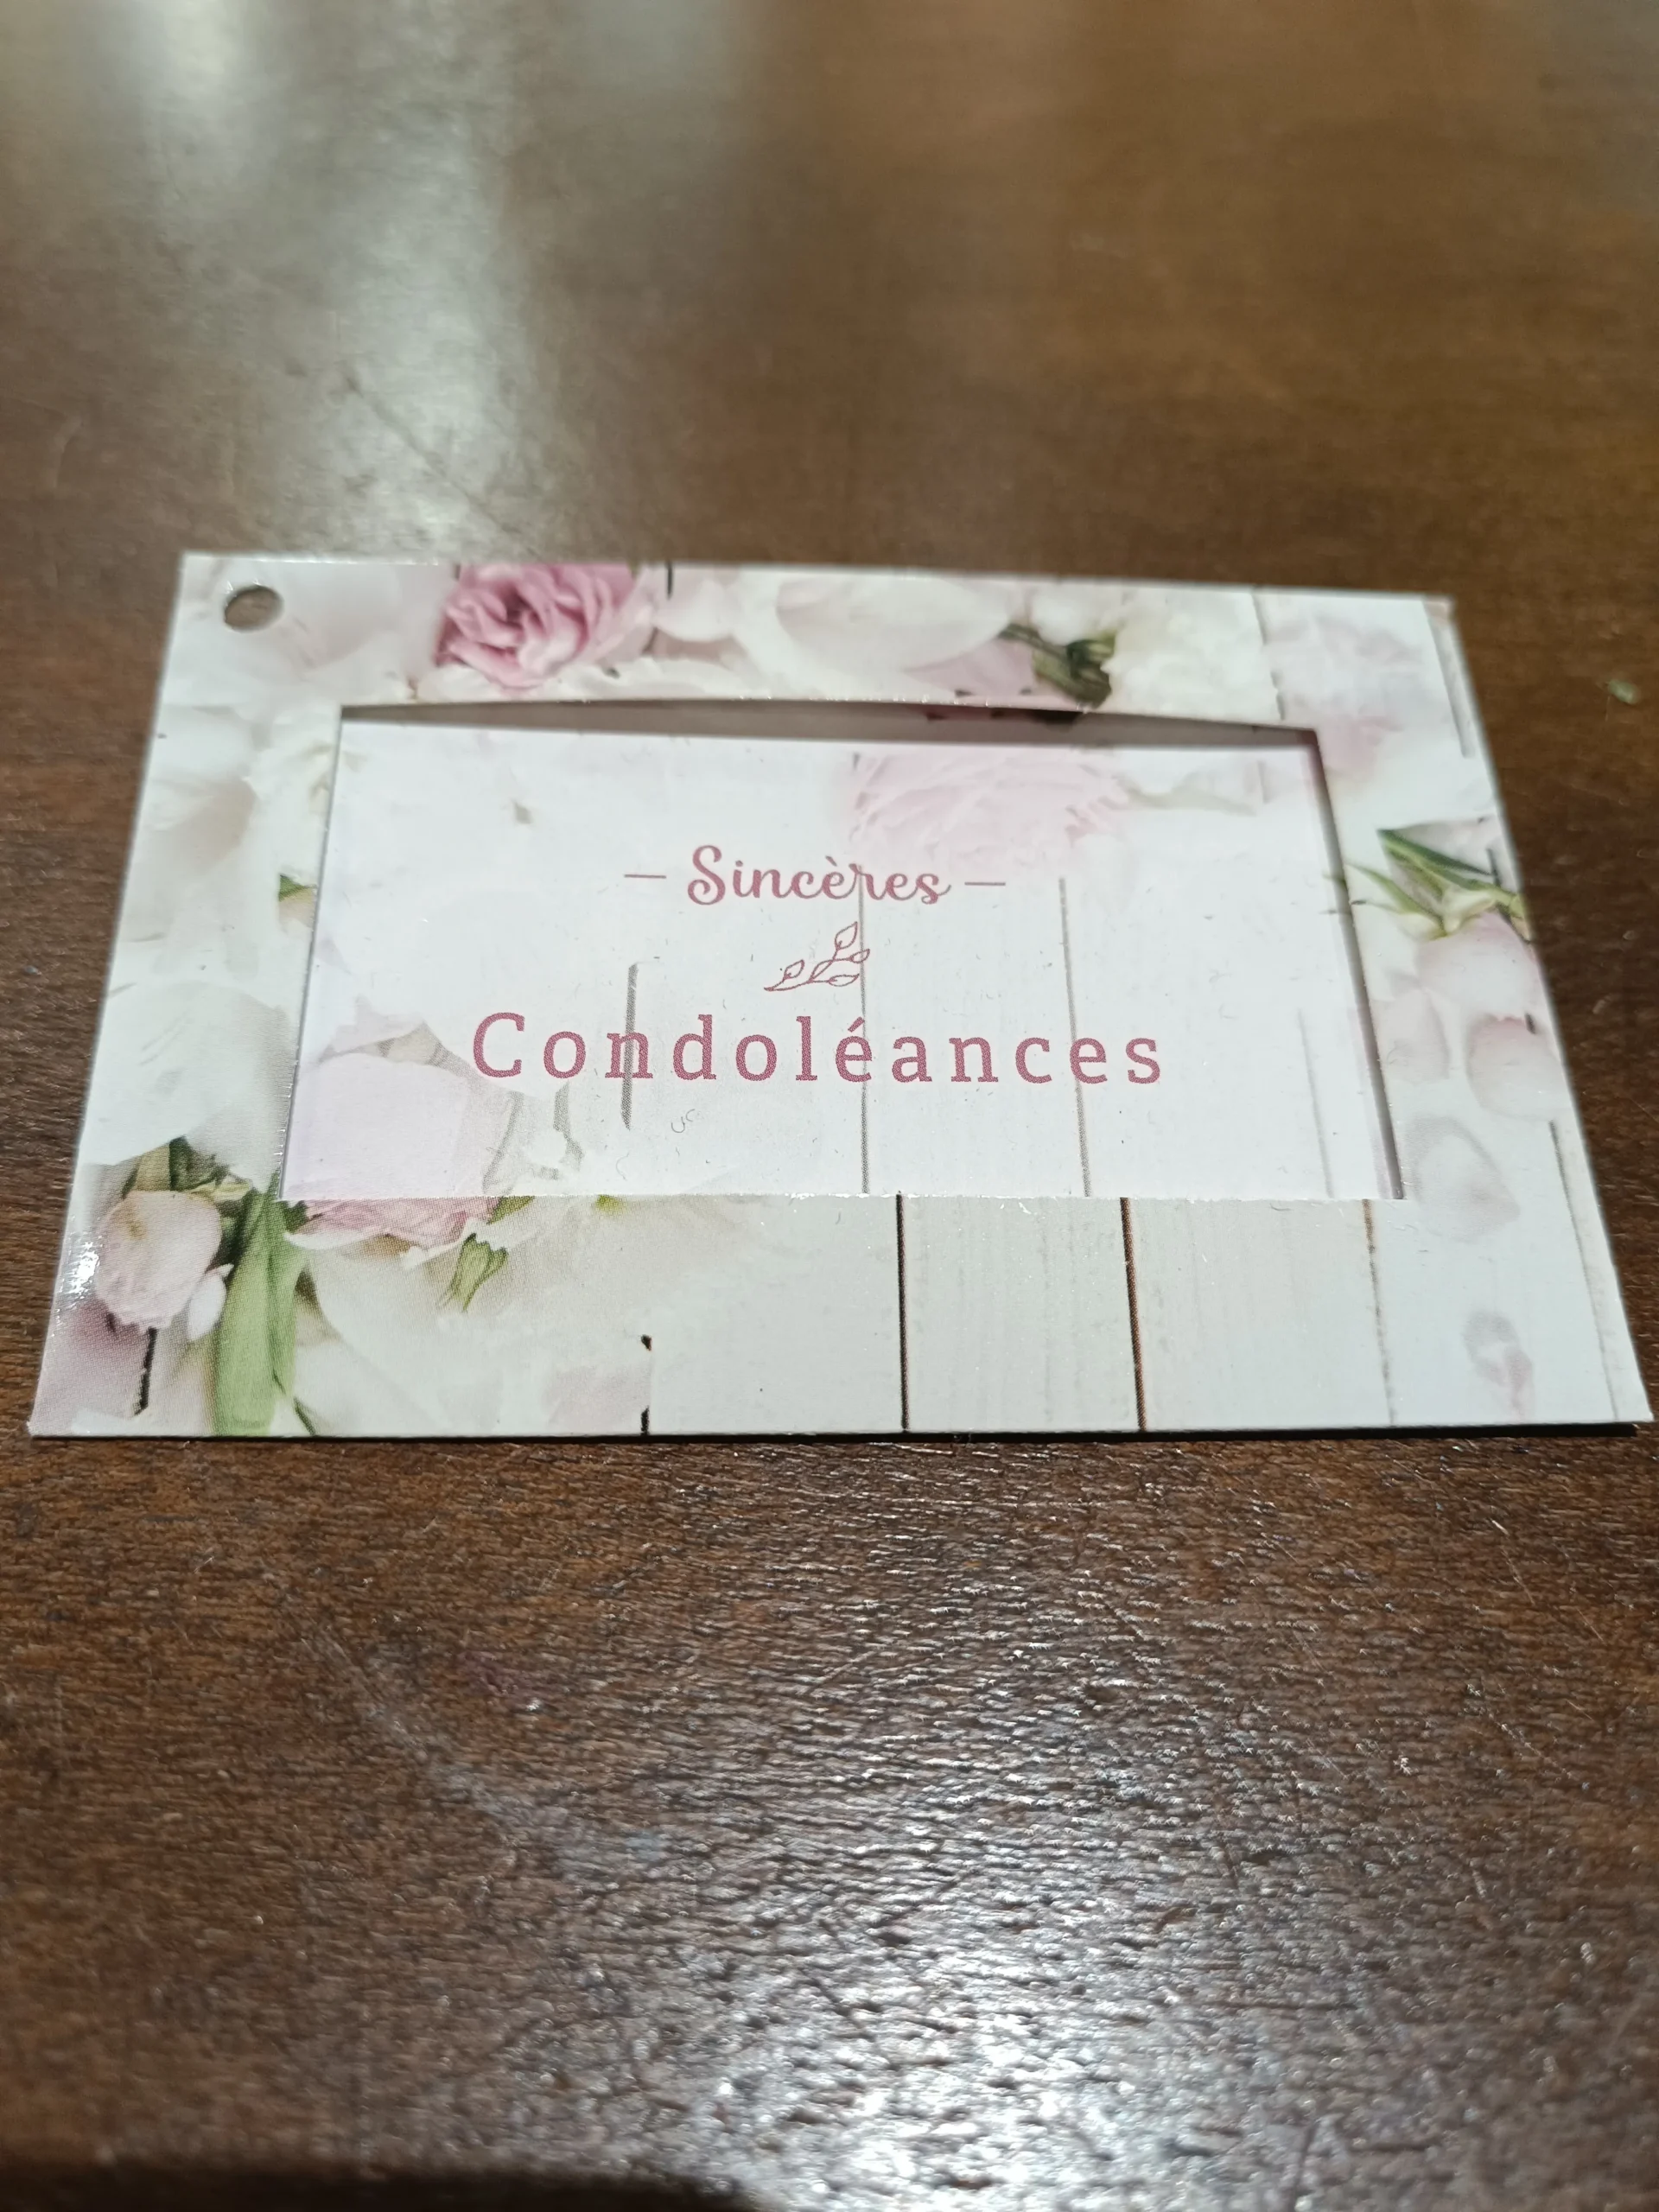 – Sincères –
Condoléances